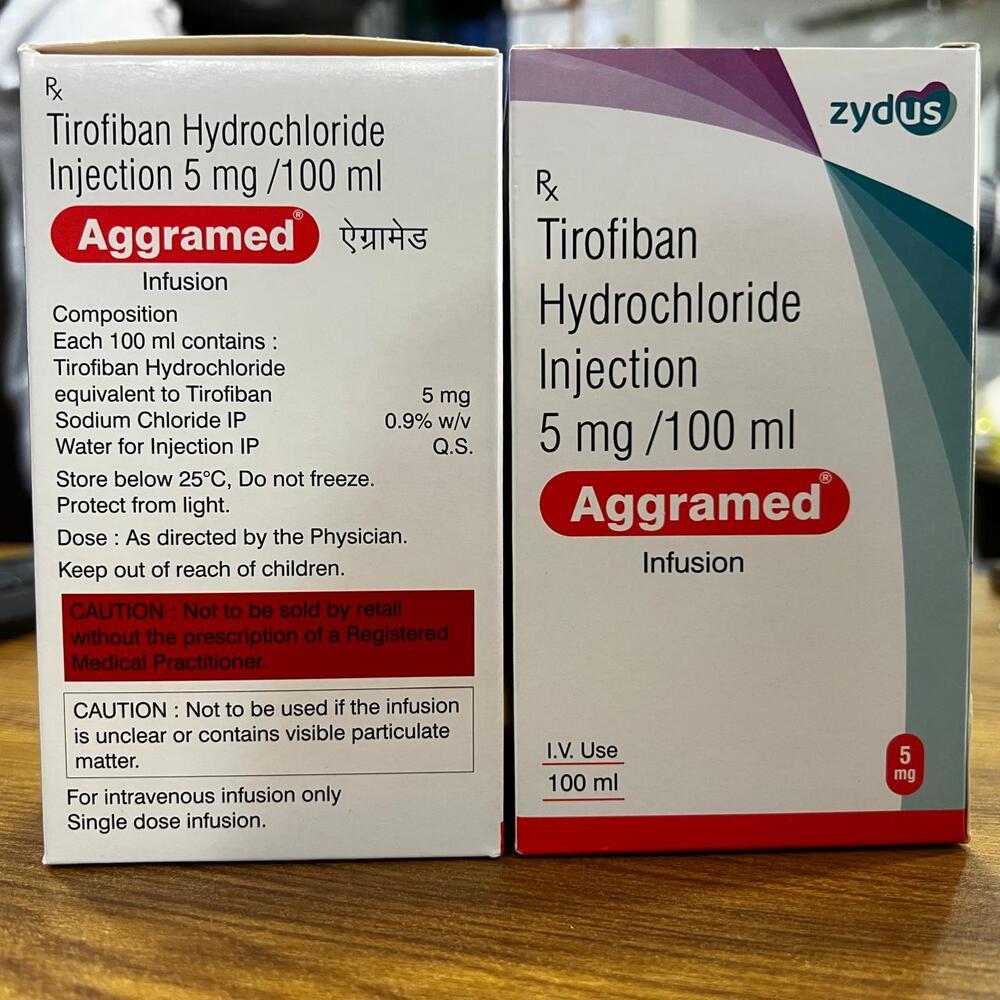 Rx
Tirofiban Hydrochloride
Injection 5 mg /100 ml
Aggramed® ऐग्रामेड
Infusion
Composition
Each 100 ml contains :
Tirofiban Hydrochloride
equivalent to Tirofiban 5 mg
Sodium Chloride IP 0.9% w/v
Water for Injection IP Q.S.
Store below 25°C, Do not freeze.
Protect from light.
Dose : As directed by the Physician.
Keep out of reach of children.
CAUTION : Not to be sold by retail
without the prescription of a Registered
Medical Practitioner.
CAUTION : Not to be used if the infusion
is unclear or contains visible particulate
matter.
For intravenous infusion only
Single dose infusion.
zydus
Rx
Tirofiban
Hydrochloride
Injection
5 mg /100 ml
Aggramed®
Infusion
I.V. Use
100 ml
5
mg